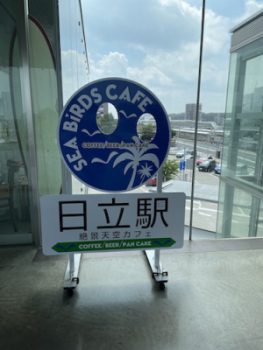 SEA BiRDS CAFE
COFFEE/BEER/PAN CAKE
日立駅
絶景天空カフェ
COFFEE/BEER/PAN CAKE